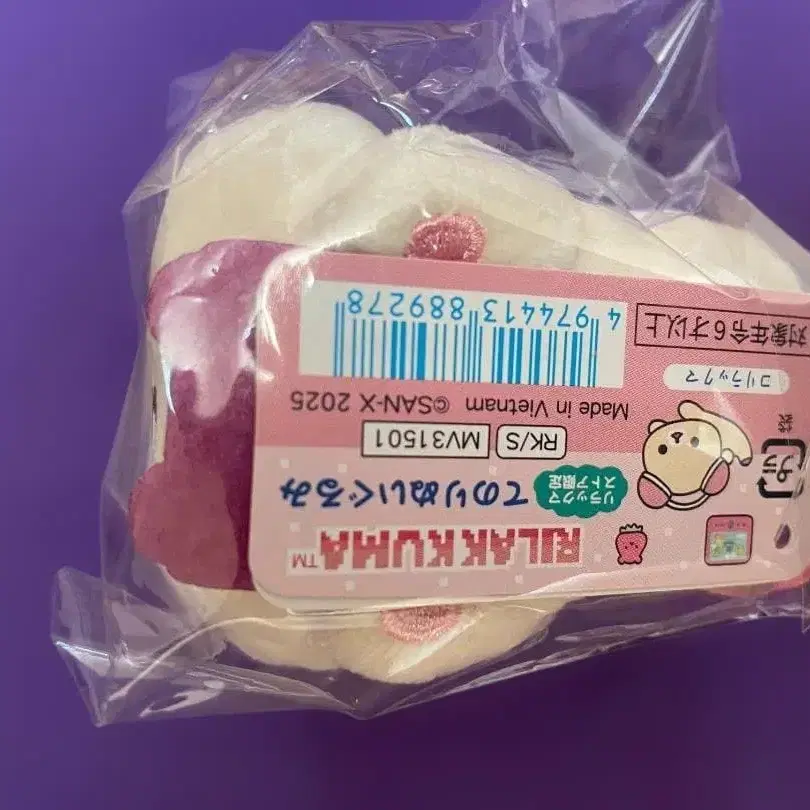 RILAKKUMA™
リラックマ
ストア限定
てのりぬいぐるみ
RK/S
MV31501
Made in Vietnam ©SAN-X 2025
コリラックマ
プラ
対象年令6才以上
4 974413 889278